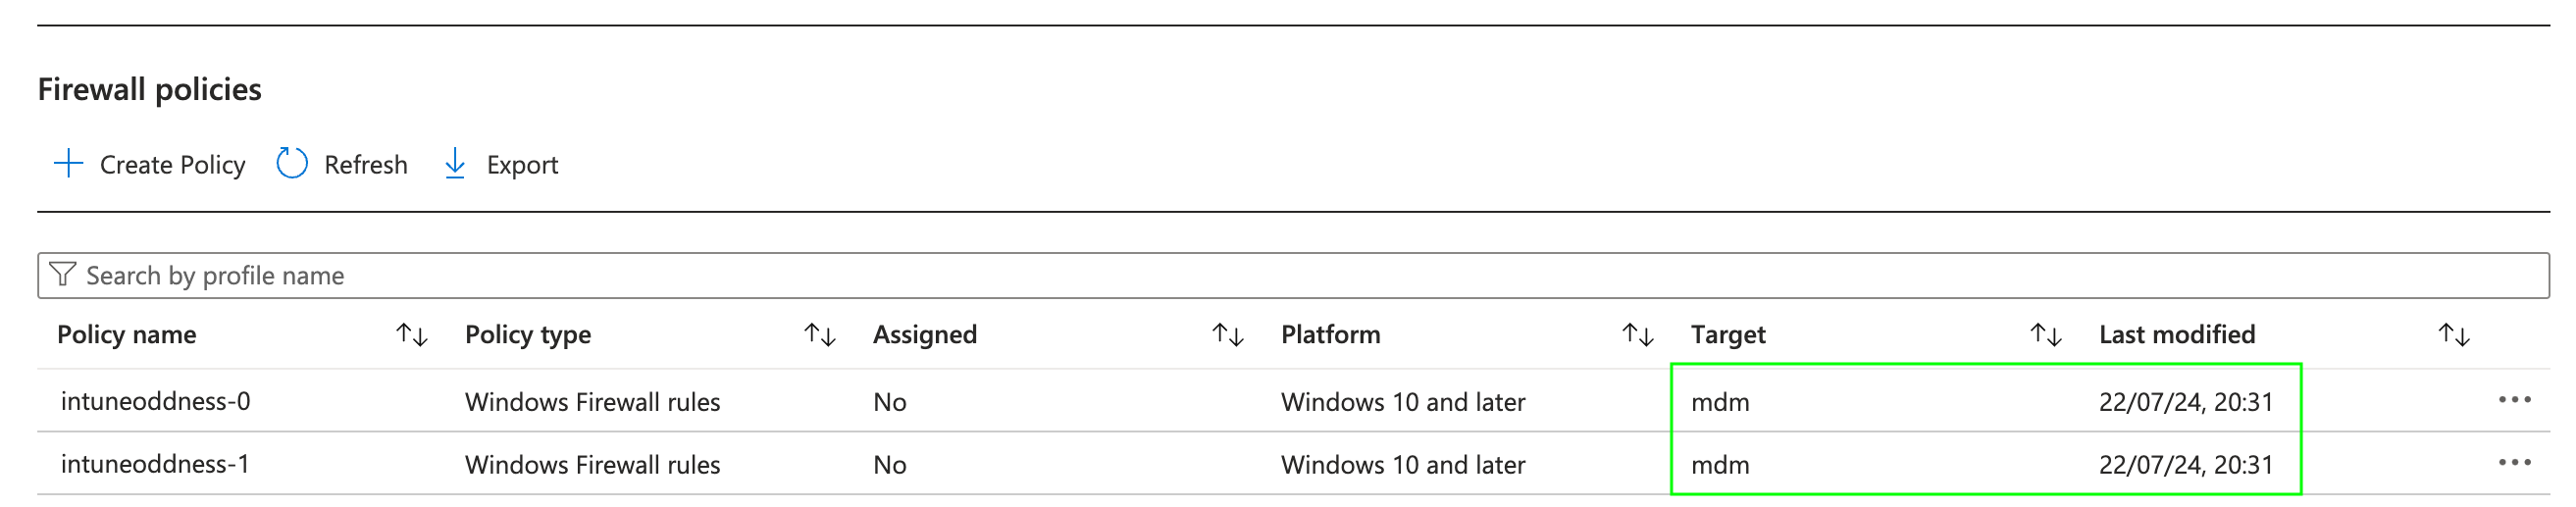 Firewall policies
Create Policy Refresh Export
Search by profile name
Policy name Policy type Assigned Platform Target Last modified
intuneoddness-0 Windows Firewall rules No Windows 10 and later mdm 22/07/24, 20:31
intuneoddness-1 Windows Firewall rules No Windows 10 and later mdm 22/07/24, 20:31